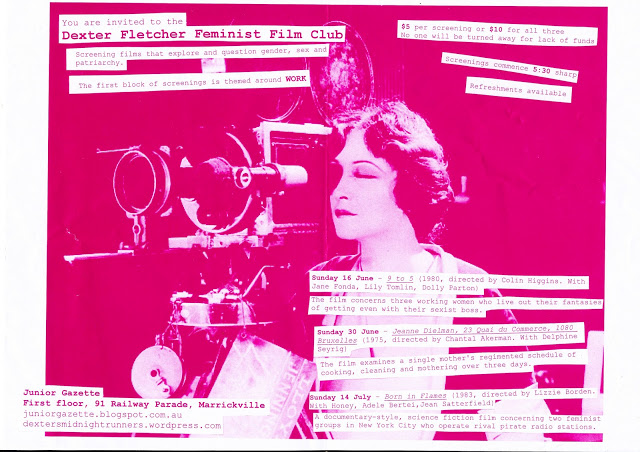 You are invited to the
Dexter Fletcher Feminist Film Club
Screening films that explore and question gender, sex and
patriarchy.
The first block of screenings is themed around WORK
$5 per screening or $10 for all three
No one will be turned away for lack of funds
Screenings commence 5:30 sharp
Refreshments available
Sunday 16 June - 9 to 5 (1980, directed by Colin Higgins. With
Jane Fonda, Lily Tomlin, Dolly Parton)
The film concerns three working women who live out their fantasies
of getting even with their sexist boss.
Sunday 30 June - Jeanne Dielman, 23 Quai du Commerce, 1080
Bruxelles (1975, directed by Chantal Akerman. With Delphine
Seyrig)
The film examines a single mother's regimented schedule of
cooking, cleaning and mothering over three days.
Sunday 14 July - Born in Flames (1983, directed by Lizzie Borden.
With Honey, Adele Bertei, Jean Satterfield)
A documentary-style, science fiction film concerning two feminist
groups in New York City who operate rival pirate radio stations.
Junior Gazette
First floor, 91 Railway Parade, Marrickville
juniorgazette.blogspot.com.au
dextersmidnightrunners.wordpress.com